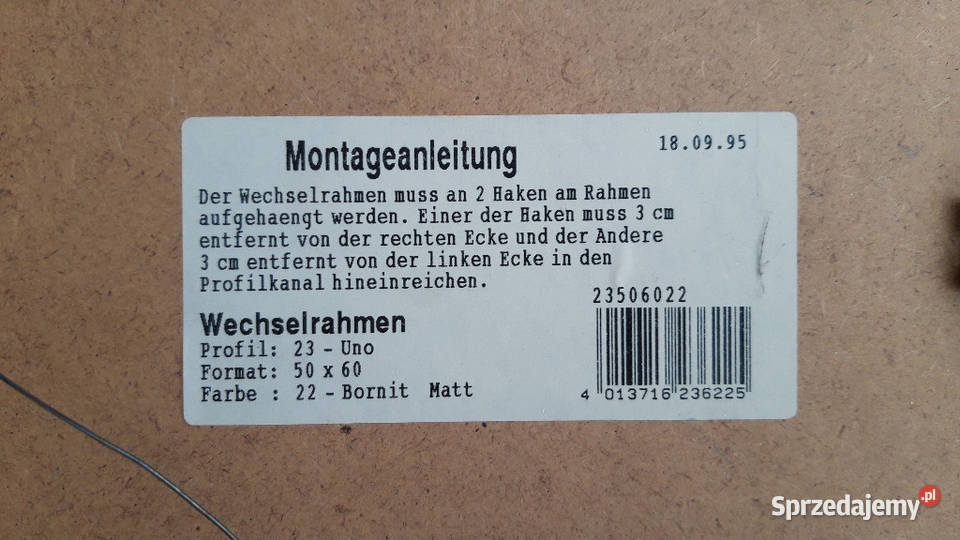 Montageanleitung
18.09.95
Der Wechselrahmen muss an 2 Haken am Rahmen
aufgehaengt werden. Einer der Haken muss 3 cm
entfernt von der rechten Ecke und der Andere
3 cm entfernt von der linken Ecke in den
Profilkanal hineinreichen.
23506022
Wechselrahmen
Profil: 23 - Uno
Format: 50 x 60
Farbe : 22 - Bornit Matt
4 013716 236225
Sprzedajemy.pl